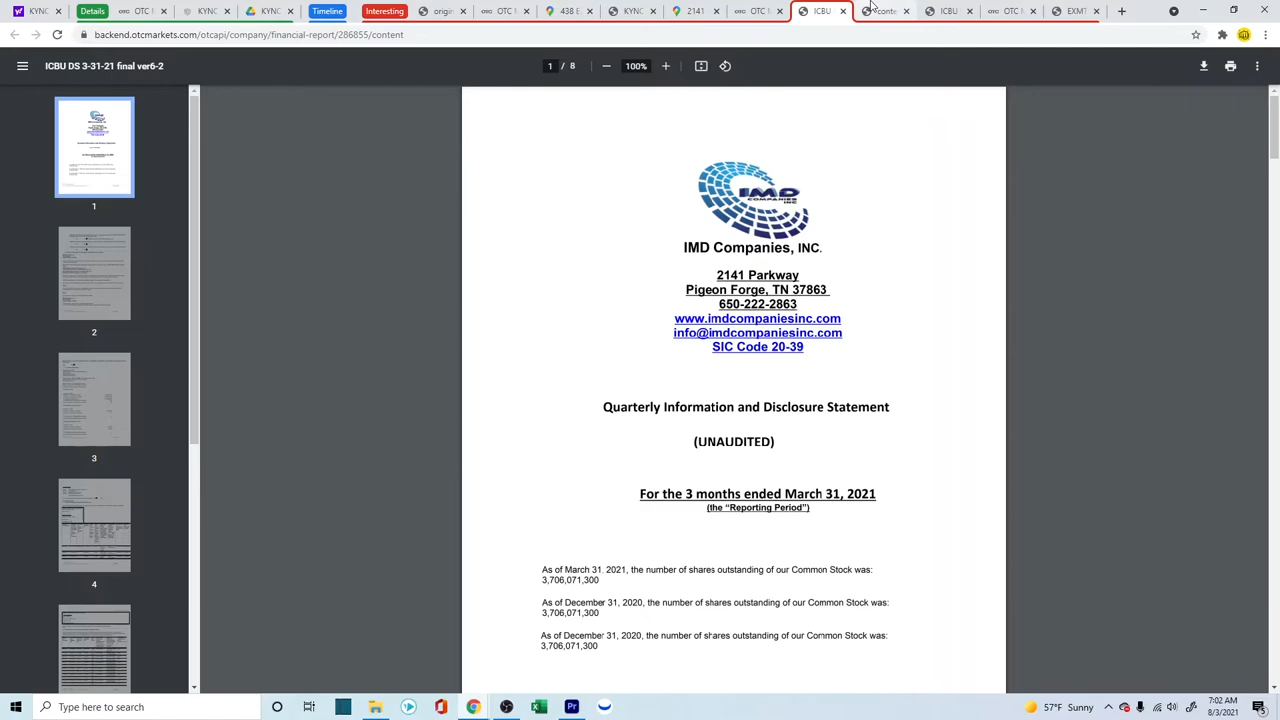 KYNC
Details
KYNC
KYNC
Timeline
Interesting
origin
OTC
438 E
KYNC
2141
OTC
ICBU
conte
ICBU
OTC
backend.otcmarkets.com/otcapi/company/financial-report/286855/content
ICBU DS 3-31-21 final ver6-2
1 / 8
100%
1
2
3
4
IMD
COMPANIES
INC
IMD Companies, INC.
2141 Parkway
Pigeon Forge, TN 37863
650-222-2863
www.imdcompaniesinc.com
info@imdcompaniesinc.com
SIC Code 20-39
Quarterly Information and Disclosure Statement
(UNAUDITED)
For the 3 months ended March 31, 2021
(the “Reporting Period”)
As of March 31, 2021, the number of shares outstanding of our Common Stock was:
3,706,071,300
As of December 31, 2020, the number of shares outstanding of our Common Stock was:
3,706,071,300
As of December 31, 2020, the number of shares outstanding of our Common Stock was:
3,706,071,300
Type here to search
57°F Sunny
7:02 AM
8/3/2021